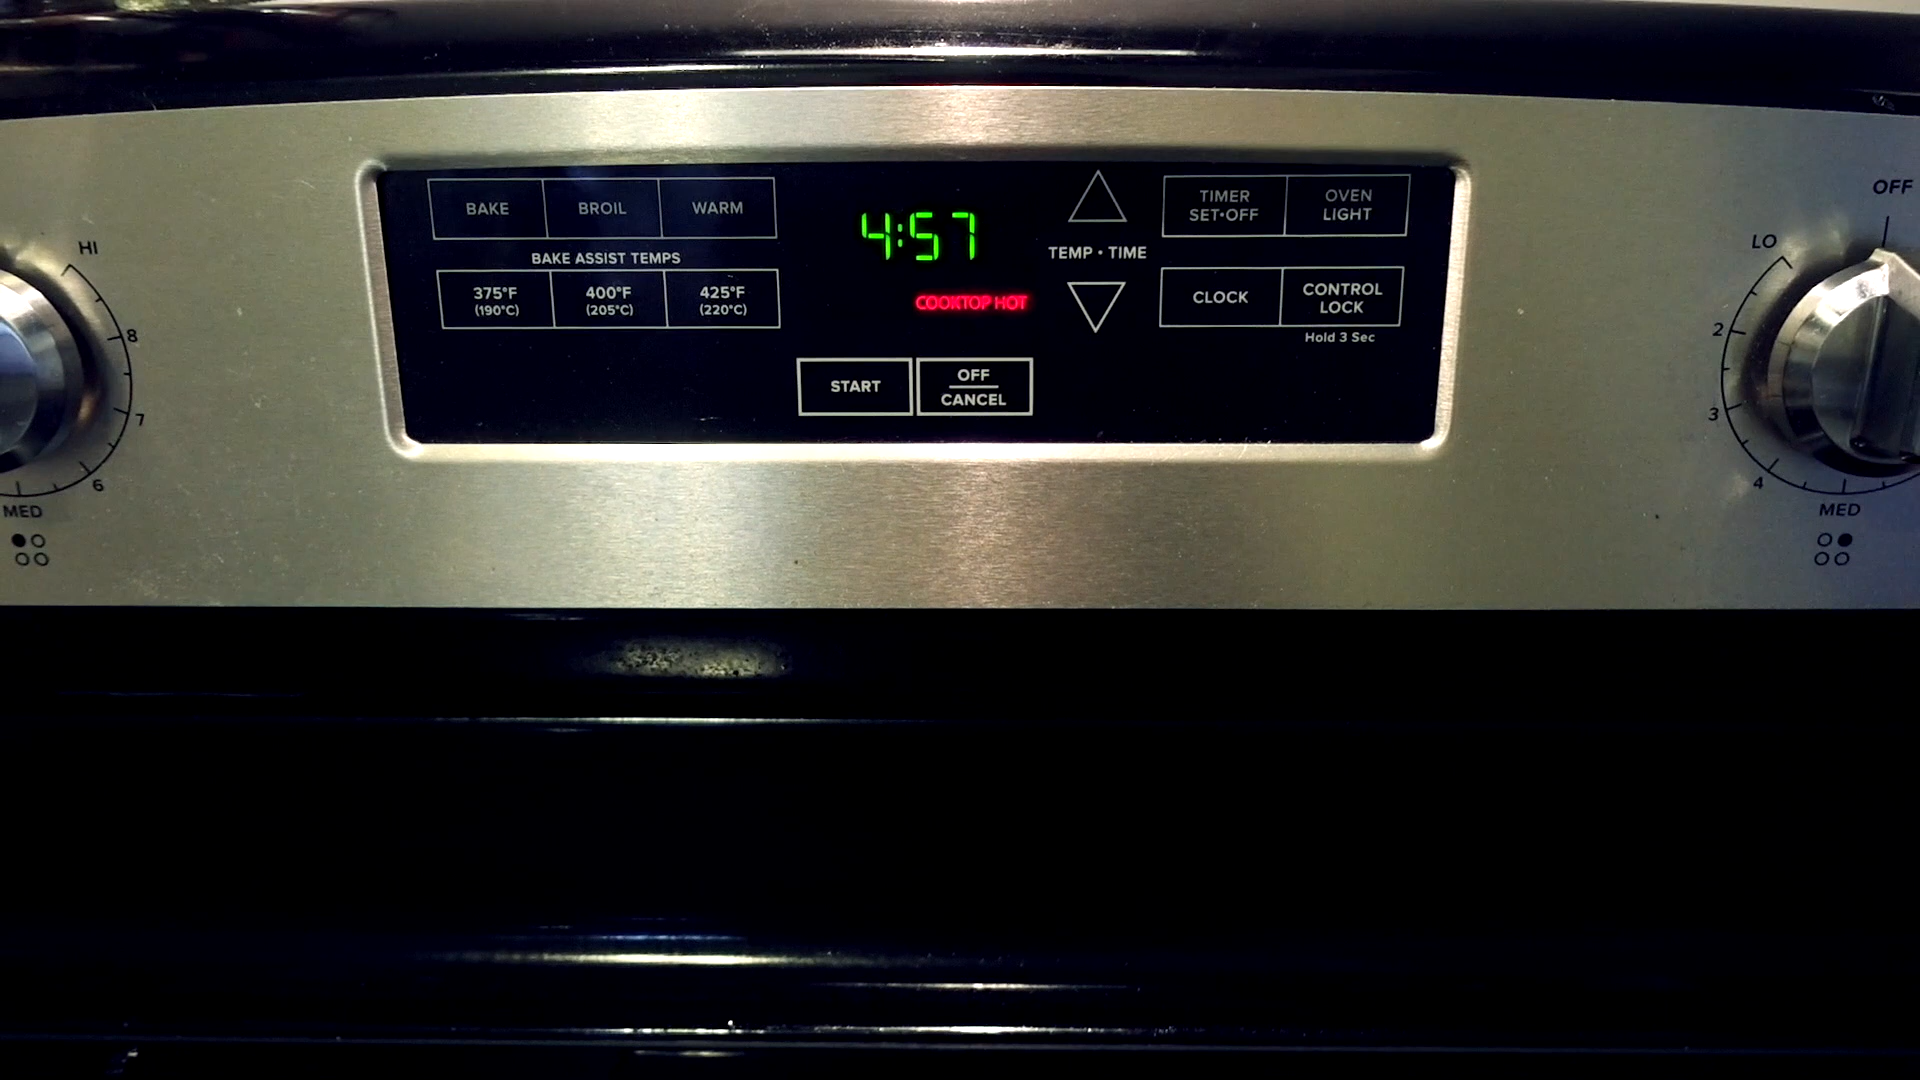 HI
8
7
6
MED
BAKE
BROIL
WARM
BAKE ASSIST TEMPS
375°F
(190°C)
400°F
(205°C)
425°F
(220°C)
4:57
COOKTOP HOT
START
OFF
CANCEL
TEMP • TIME
TIMER
SET•OFF
OVEN
LIGHT
CLOCK
CONTROL
LOCK
Hold 3 Sec
OFF
LO
2
3
4
MED